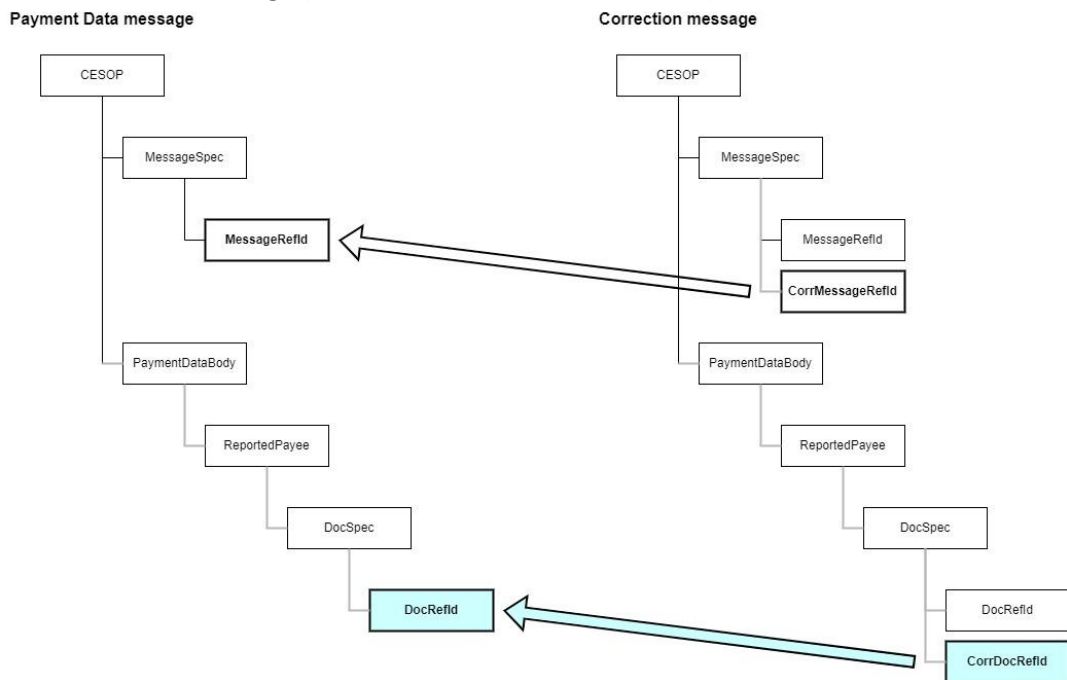 Payment Data message
CESOP
MessageSpec
MessageRefId
PaymentDataBody
ReportedPayee
DocSpec
DocRefId
Correction message
CESOP
MessageSpec
MessageRefId
CorrMessageRefId
PaymentDataBody
ReportedPayee
DocSpec
DocRefId
CorrDocRefId